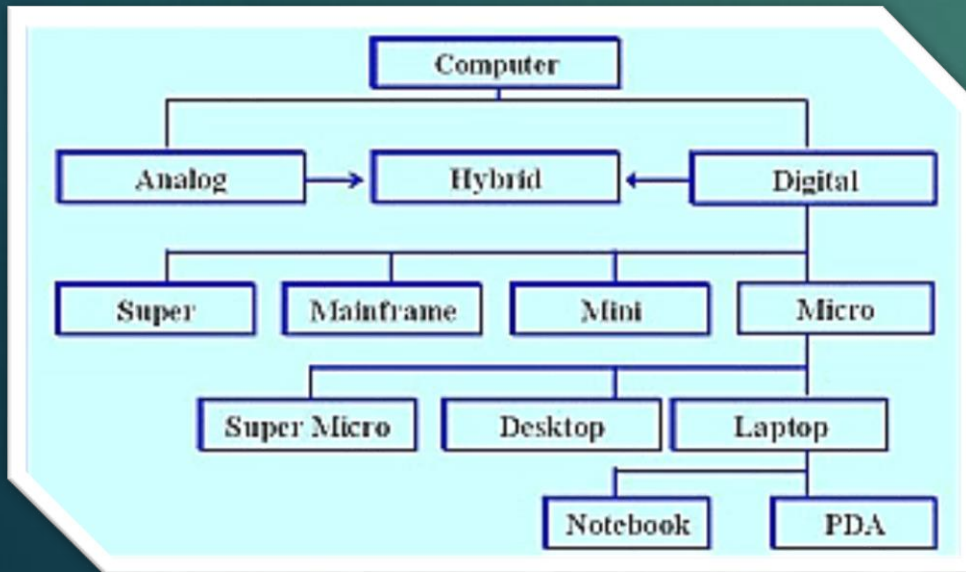 Computer
Analog Hybrid Digital
Super Mainframe Mini Micro
Super Micro Desktop Laptop
Notebook PDA